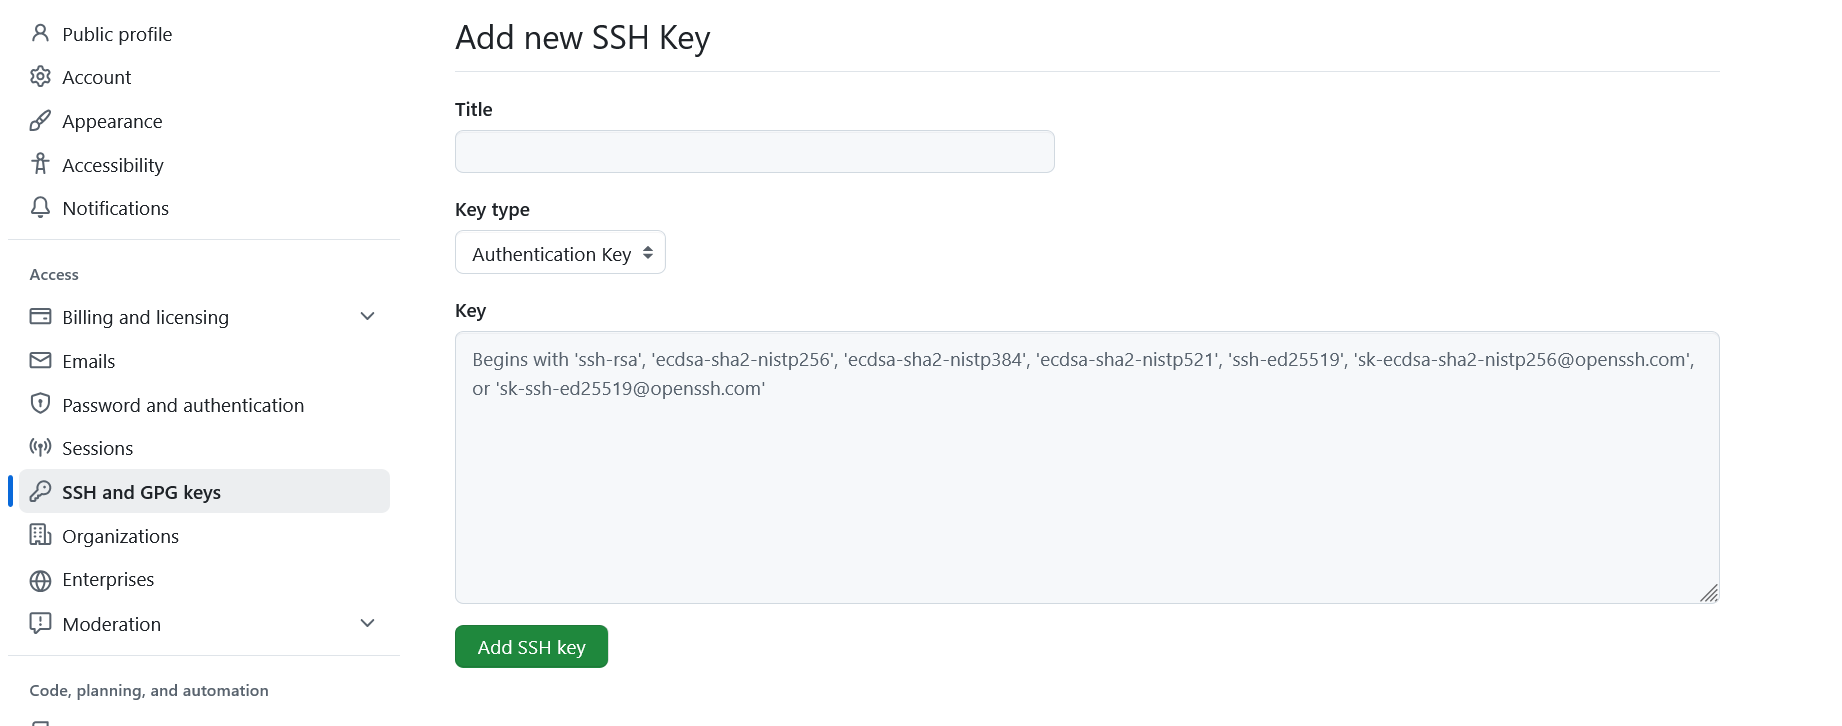 Public profile
Account
Appearance
Accessibility
Notifications
Access
Billing and licensing
Emails
Password and authentication
Sessions
SSH and GPG keys
Organizations
Enterprises
Moderation
Code, planning, and automation
Add new SSH Key
Title
Key type
Authentication Key
Key
Begins with 'ssh-rsa', 'ecdsa-sha2-nistp256', 'ecdsa-sha2-nistp384', 'ecdsa-sha2-nistp521', 'ssh-ed25519', 'sk-ecdsa-sha2-nistp256@openssh.com',
or 'sk-ssh-ed25519@openssh.com'
Add SSH key